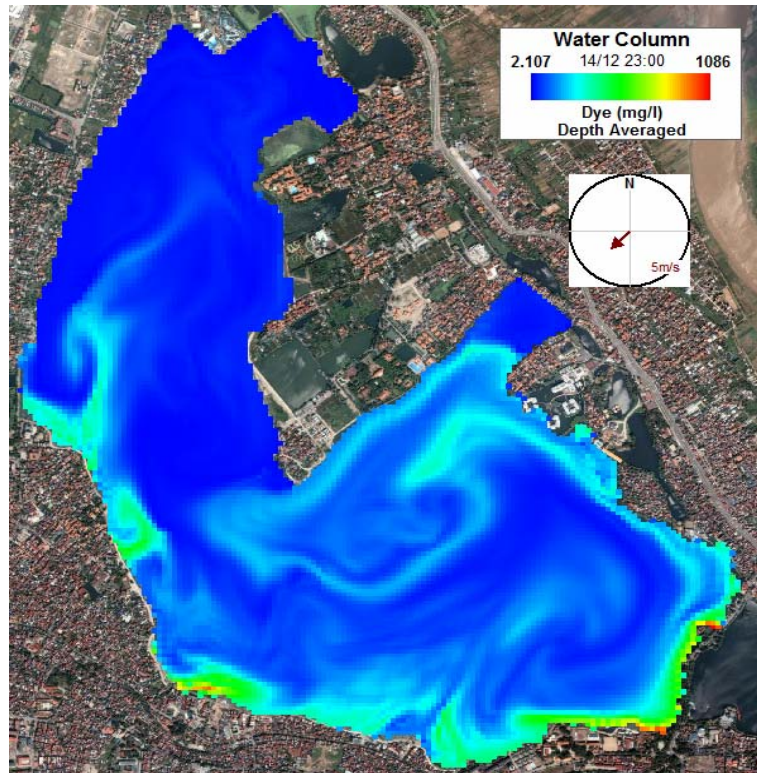 Water Column
2.107 14/12 23:00 1086
Dye (mg/l)
Depth Averaged
N
5m/s